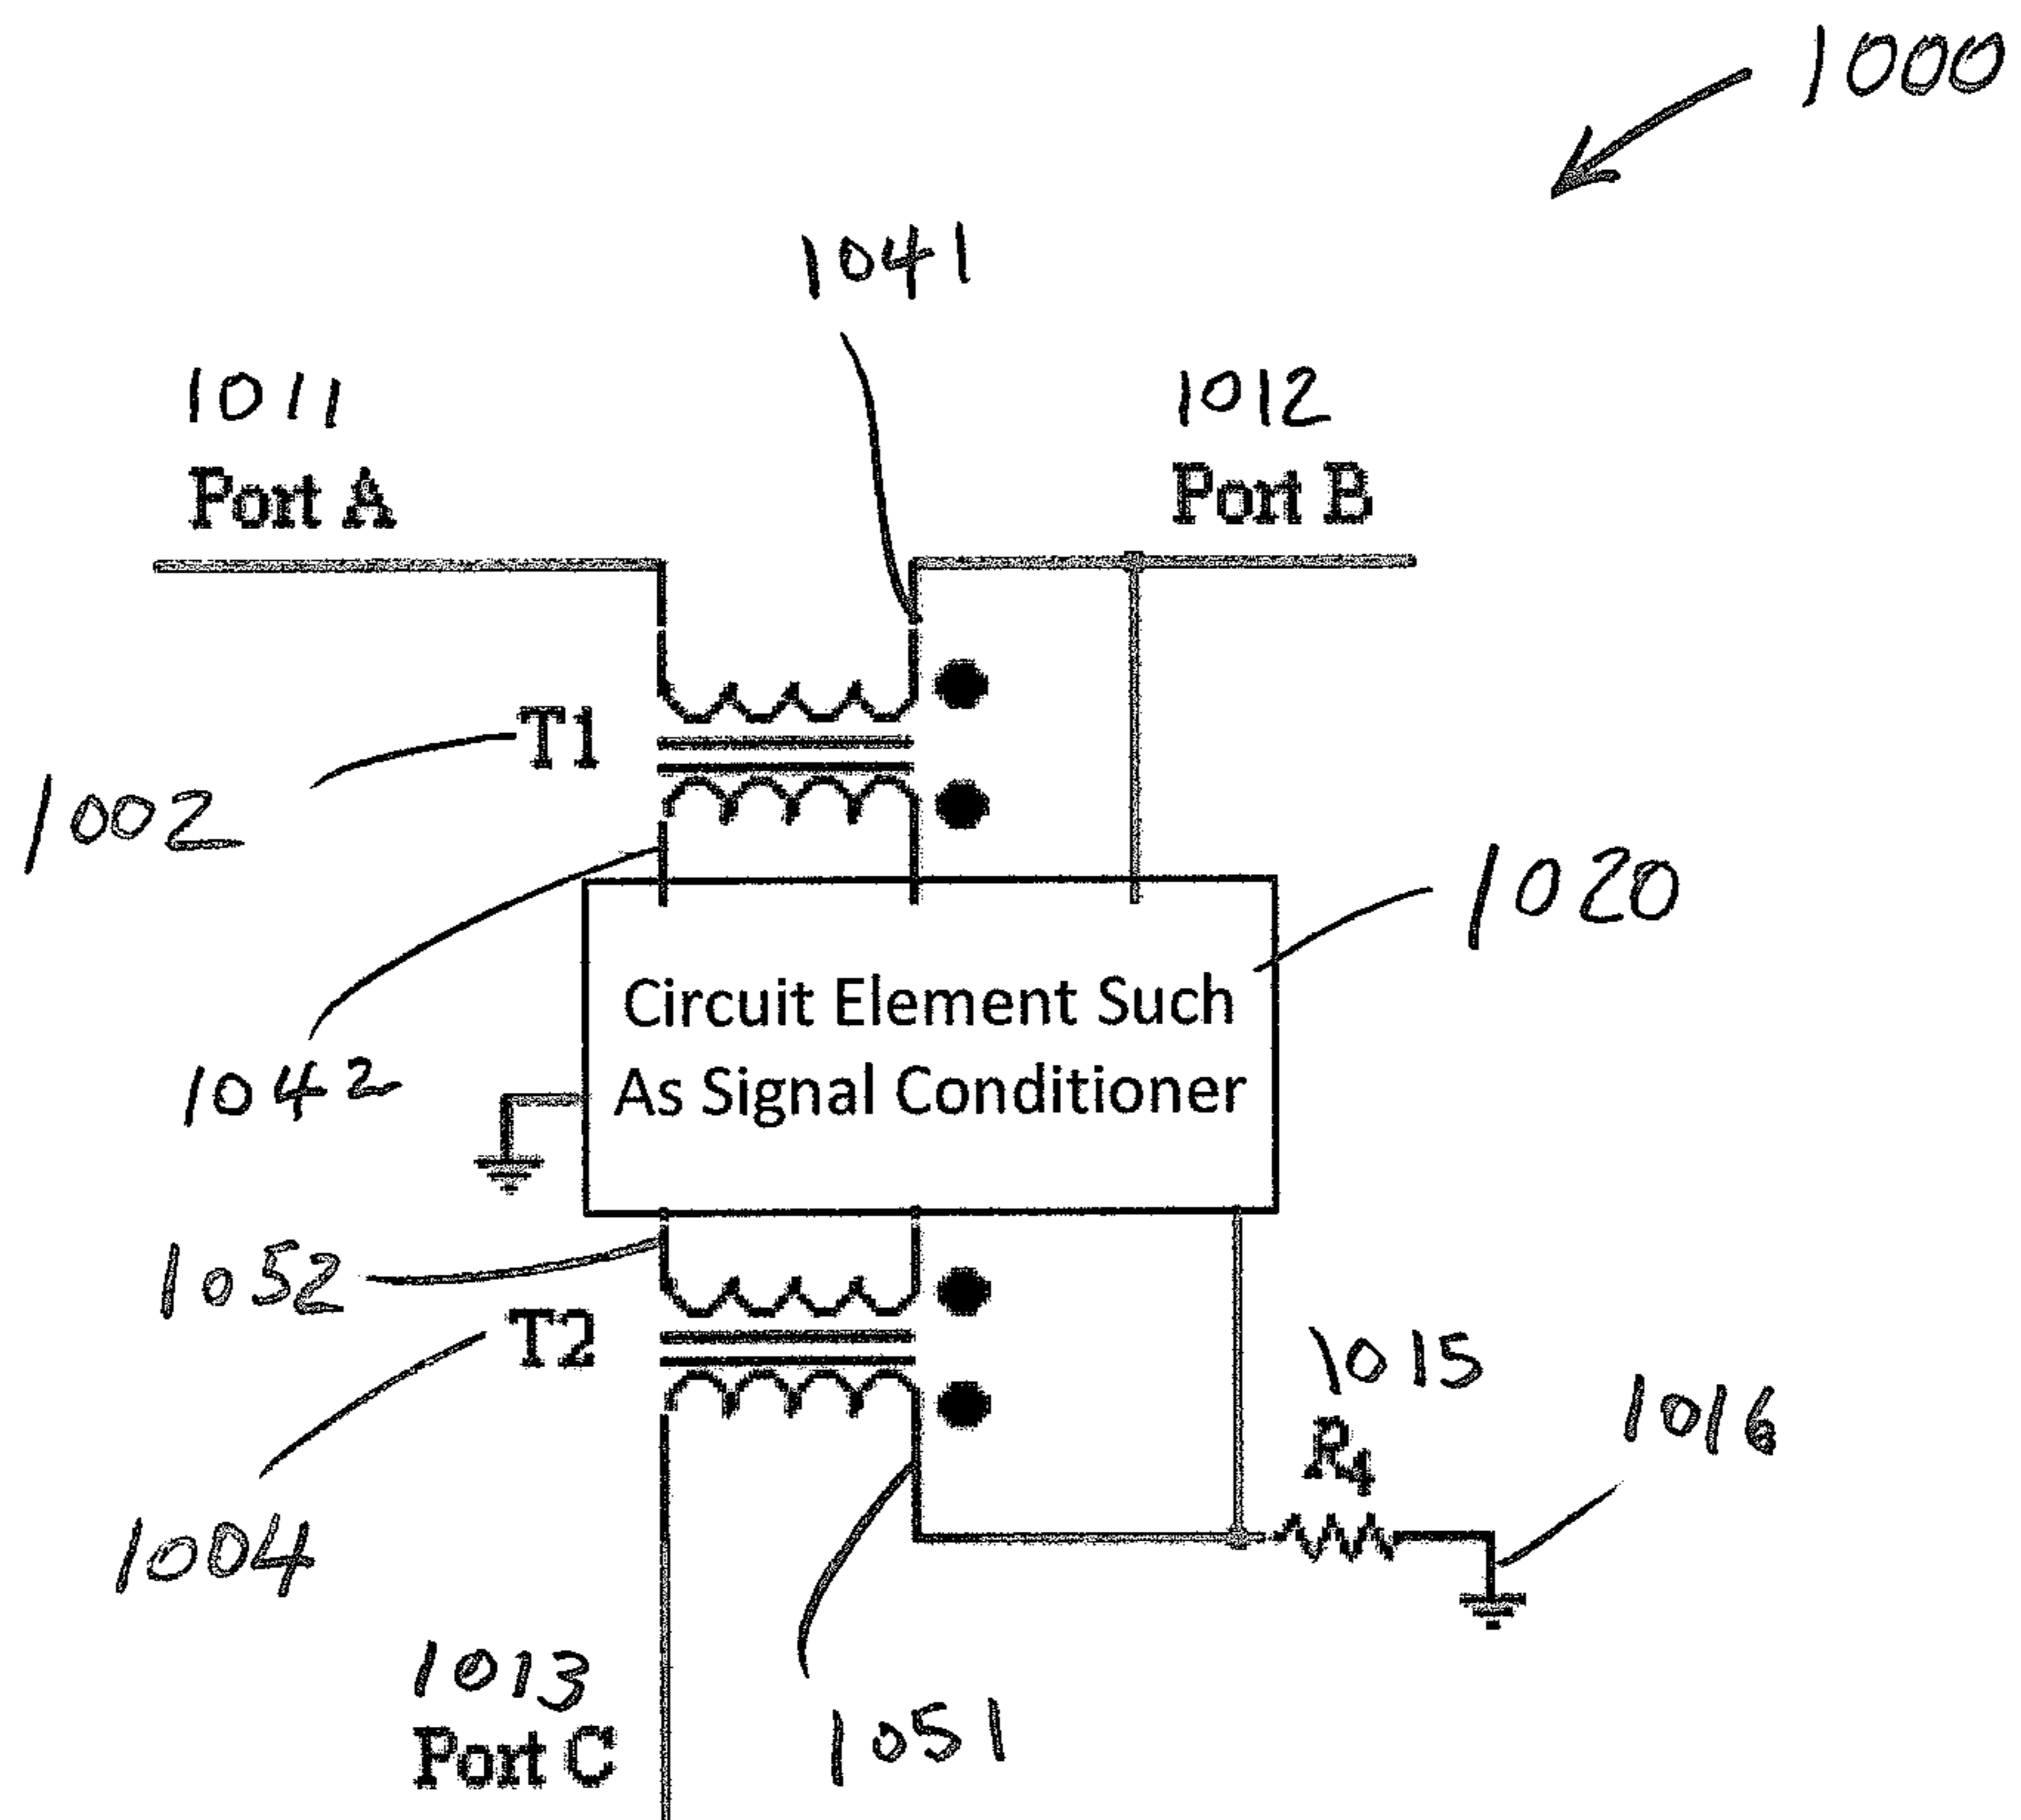 1000
1041
1011
Port A
1012
Port B
T1
1002
1020
Circuit Element Such
As Signal Conditioner
1042
1052
T2
1015
R4
1016
1004
1013
Port C
1051